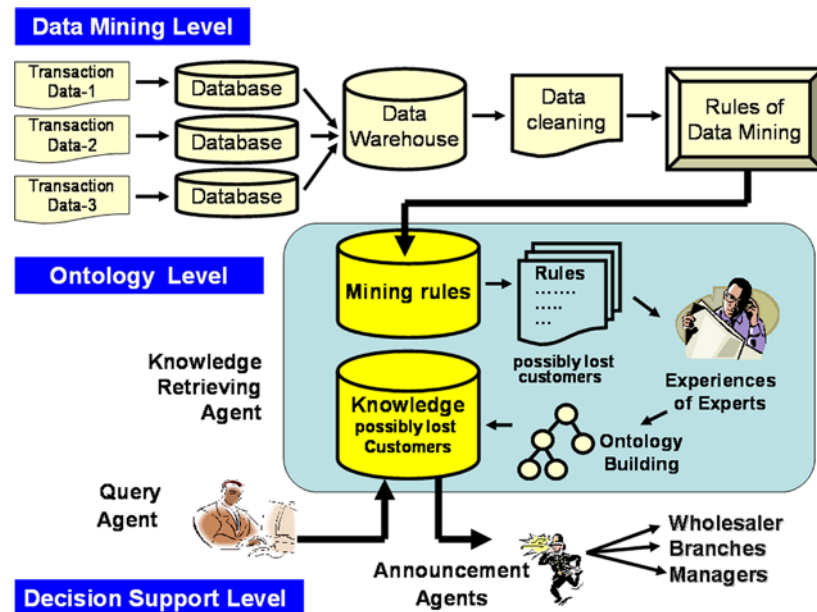 Data Mining Level
Transaction
Data-1
Database
Transaction
Data-2
Database
Transaction
Data-3
Database
Data
Warehouse
Data
cleaning
Rules of
Data Mining
Ontology Level
Mining rules
Rules
.......
.....
...
possibly lost
customers
Experiences
of Experts
Knowledge
Retrieving
Agent
Knowledge
possibly lost
Customers
Ontology
Building
Query
Agent
Announcement
Agents
Wholesaler
Branches
Managers
Decision Support Level